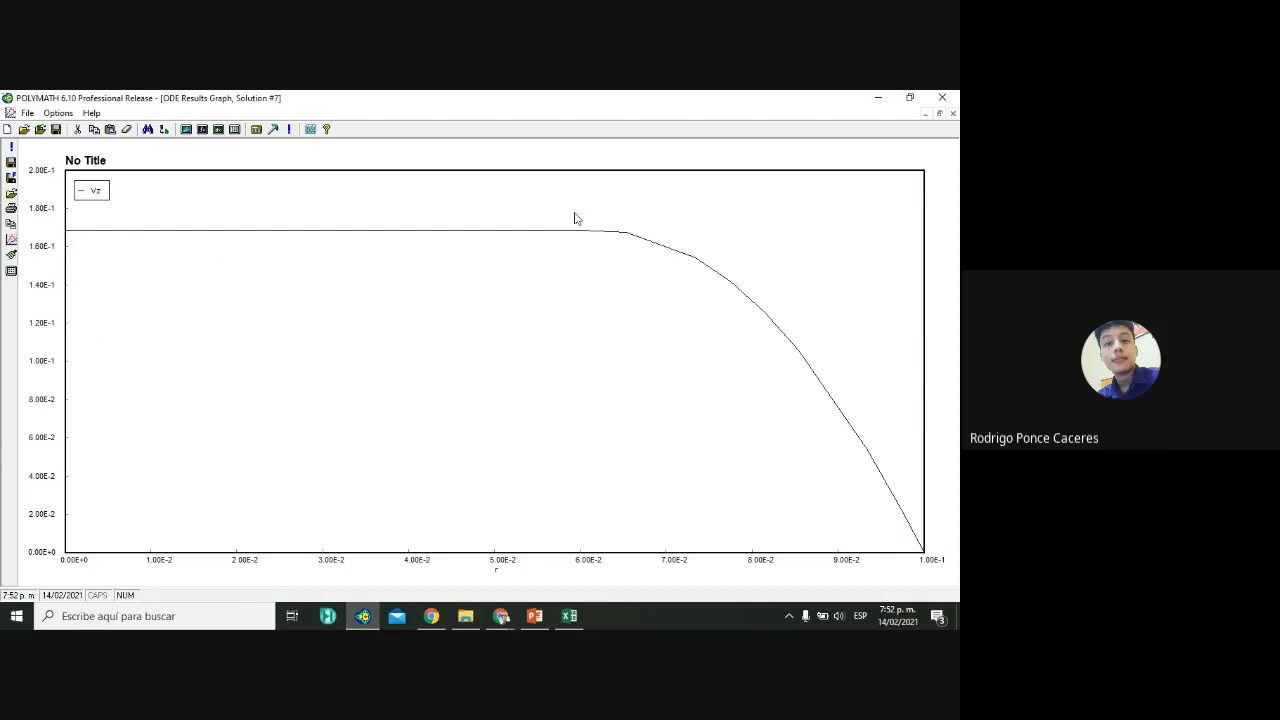 POLYMATH 6.10 Professional Release - [ODE Results Graph, Solution #7]
File Options Help
No Title
2.00E-1
Vz
1.80E-1
1.60E-1
1.40E-1
1.20E-1
1.00E-1
8.00E-2
6.00E-2
4.00E-2
2.00E-2
0.00E+0
0.00E+0 1.00E-2 2.00E-2 3.00E-2 4.00E-2 5.00E-2 6.00E-2 7.00E-2 8.00E-2 9.00E-2 1.00E-1
r
7:52 p. m. 14/02/2021 CAPS NUM
Escribe aquí para buscar
ESP
7:52 p. m.
14/02/2021
3
Rodrigo Ponce Caceres